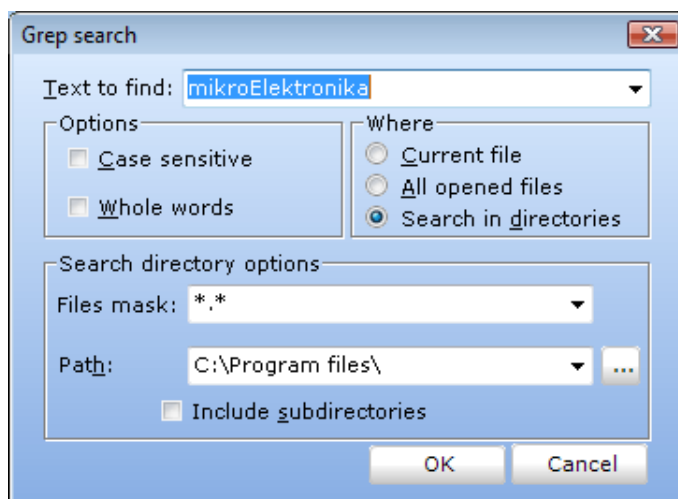 Grep search
Text to find: mikroElektronika
Options
Case sensitive
Whole words
Where
Current file
All opened files
Search in directories
Search directory options
Files mask: *.*
Path: C:\Program files\ ...
Include subdirectories
OK Cancel